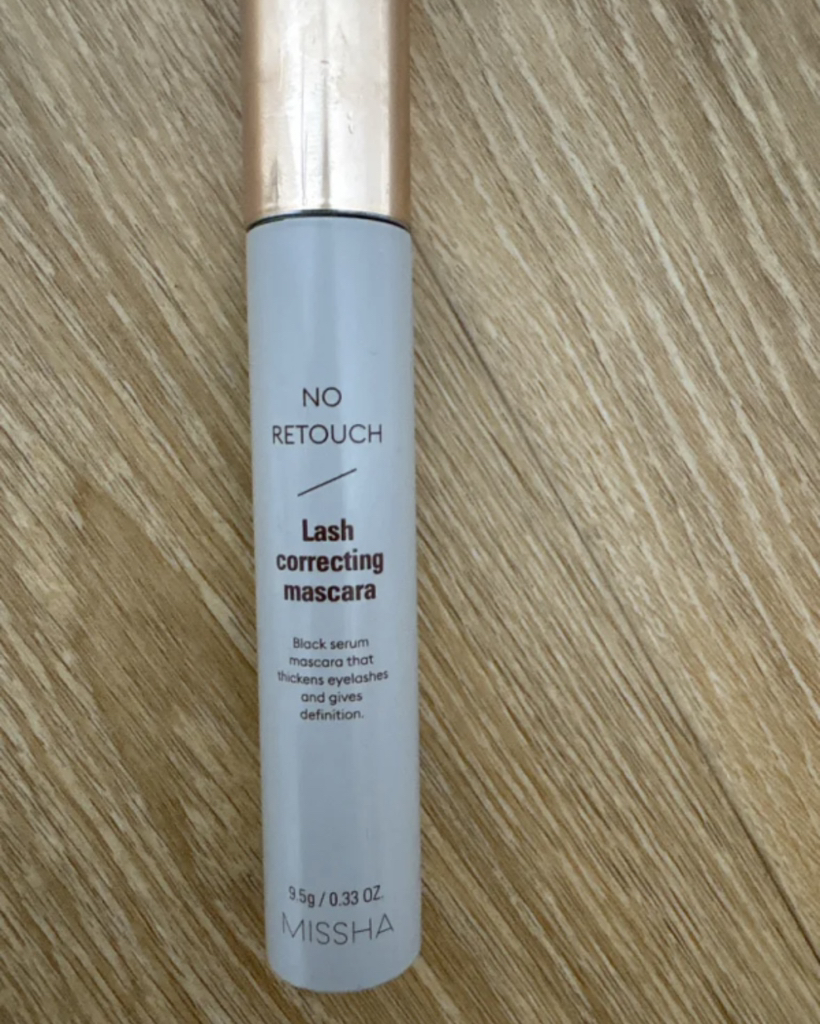 NO
RETOUCH
Lash
correcting
mascara
Black serum
mascara that
thickens eyelashes
and gives
definition.
9.5g / 0.33 OZ.
MISSHA